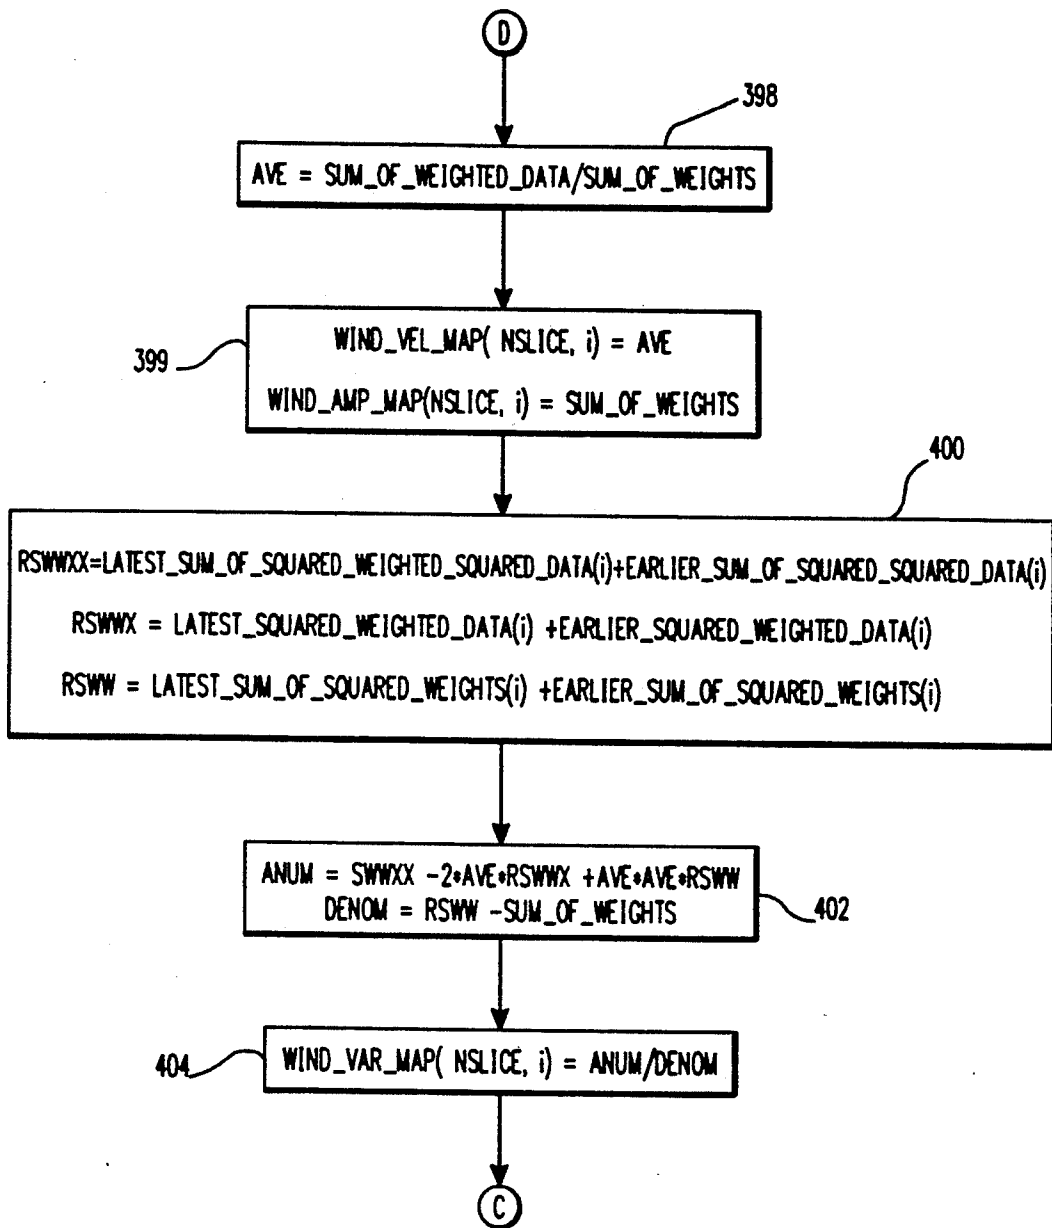 D
398
AVE = SUM_OF_WEIGHTED_DATA/SUM_OF_WEIGHTS
399
WIND_VEL_MAP( NSLICE, i) = AVE
WIND_AMP_MAP(NSLICE, i) = SUM_OF_WEIGHTS
400
RSWWXX=LATEST_SUM_OF_SQUARED_WEIGHTED_SQUARED_DATA(i)+EARLIER_SUM_OF_SQUARED_SQUARED_DATA(i)
RSWWX = LATEST_SQUARED_WEIGHTED_DATA(i) +EARLIER_SQUARED_WEIGHTED_DATA(i)
RSWW = LATEST_SUM_OF_SQUARED_WEIGHTS(i) +EARLIER_SUM_OF_SQUARED_WEIGHTS(i)
ANUM = SWWXX -2*AVE*RSWWX +AVE*AVE*RSWW
DENOM = RSWW -SUM_OF_WEIGHTS
402
404
WIND_VAR_MAP( NSLICE, i) = ANUM/DENOM
C